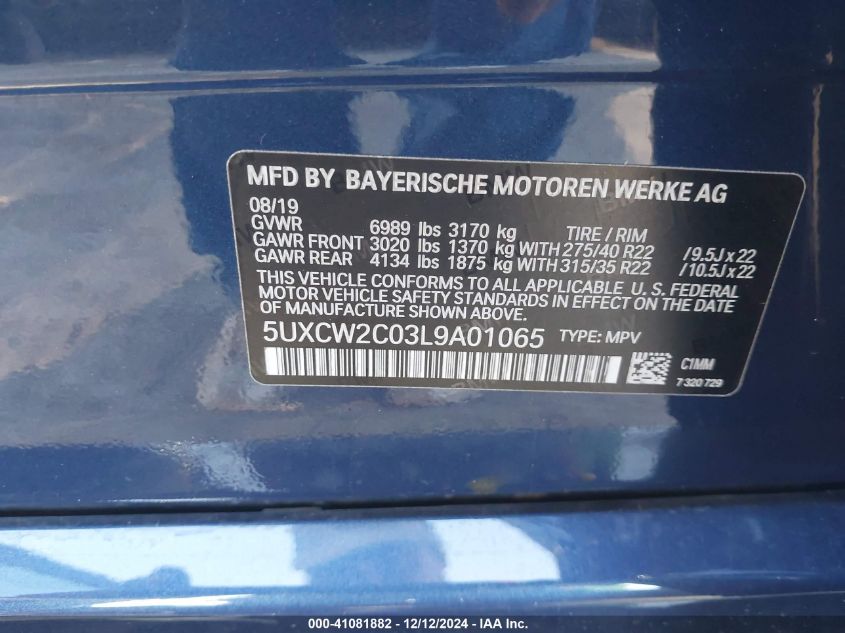 MFD BY BAYERISCHE MOTOREN WERKE AG
08/19
GVWR 6989 lbs 3170 kg TIRE / RIM
GAWR FRONT 3020 lbs 1370 kg WITH 275/40 R22 / 9.5J x 22
GAWR REAR 4134 lbs 1875 kg WITH 315/35 R22 / 10.5J x 22
THIS VEHICLE CONFORMS TO ALL APPLICABLE U. S. FEDERAL
MOTOR VEHICLE SAFETY STANDARDS IN EFFECT ON THE DATE
OF MANUFACTURE SHOWN ABOVE.
5UXCW2C03L9A01065 TYPE: MPV
C1MM
7 320 729
000-41081882 - 12/12/2024 - IAA Inc.